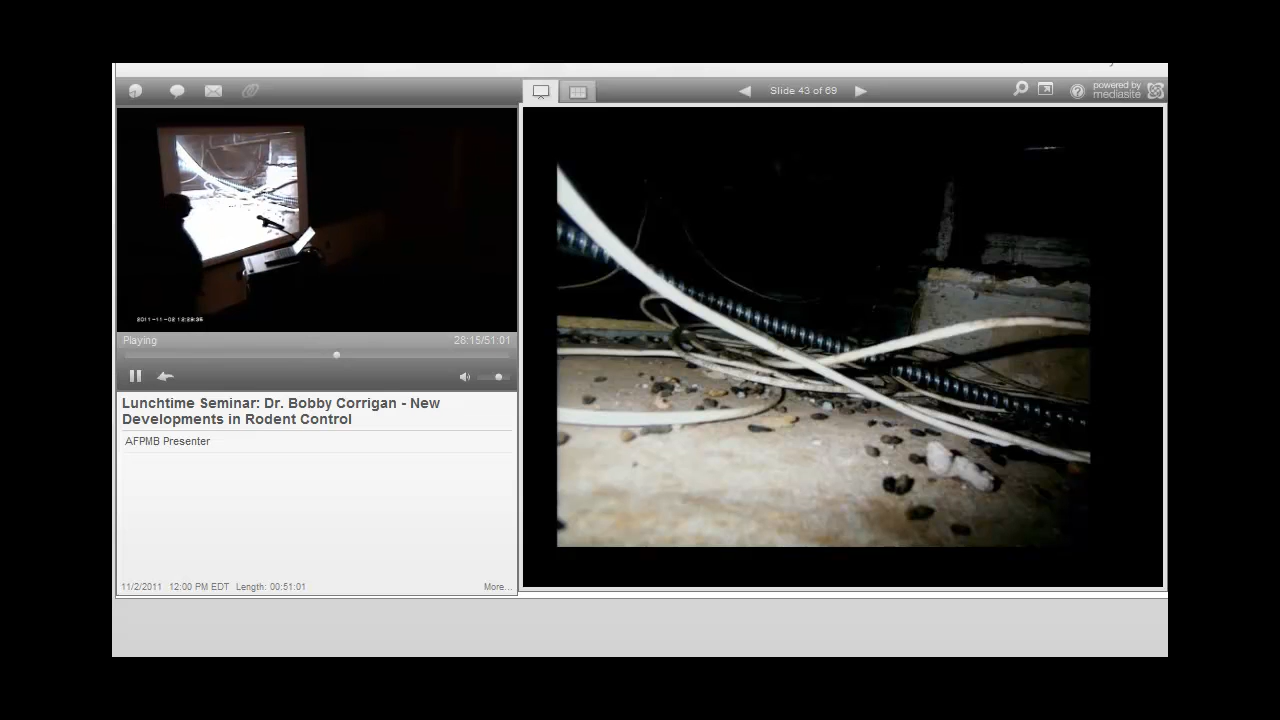 Slide 43 of 69
powered by
mediasite
2011-11-02 12:28:35
Playing
28:15/51:01
Lunchtime Seminar: Dr. Bobby Corrigan - New
Developments in Rodent Control
AFPMB Presenter
11/2/2011 12:00 PM EDT Length: 00:51:01
More...